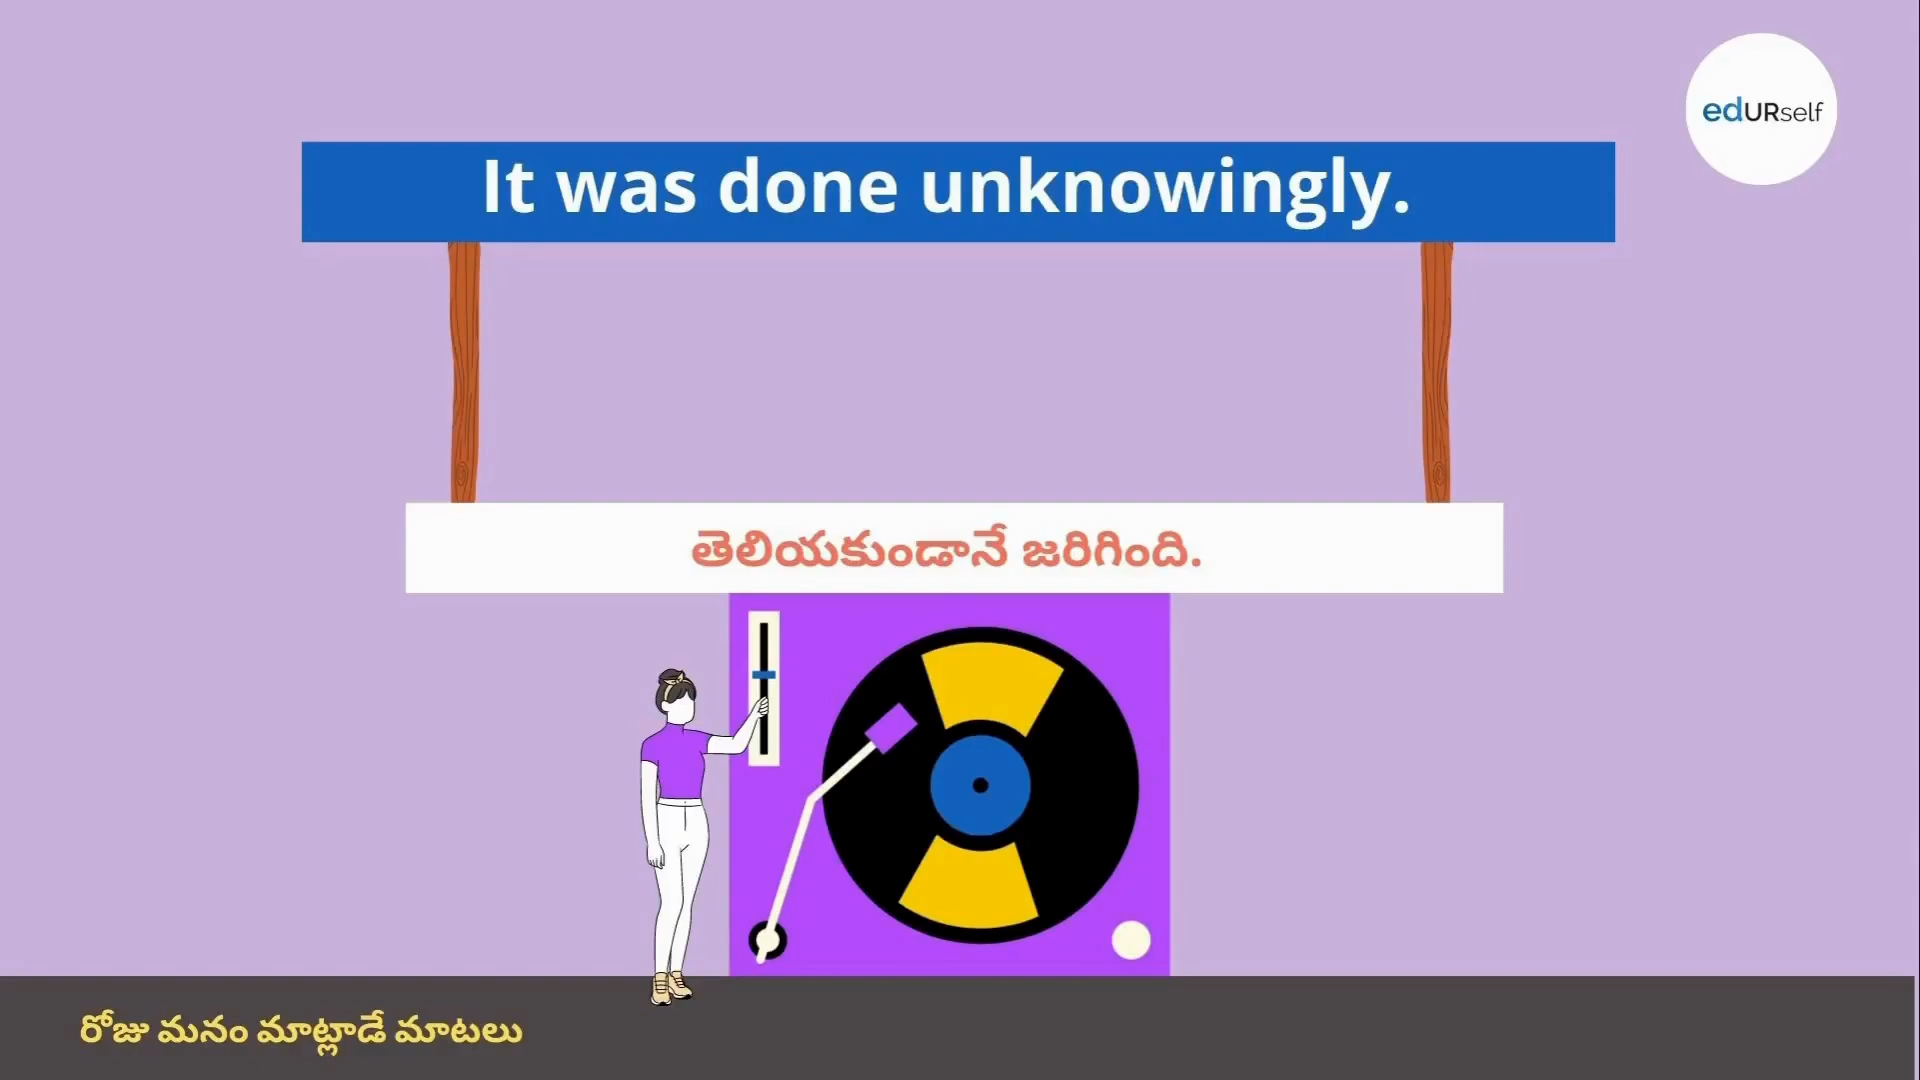 edURself
It was done unknowingly.
తెలియకుండానే జరిగింది.
రోజు మనం మాట్లాడే మాటలు